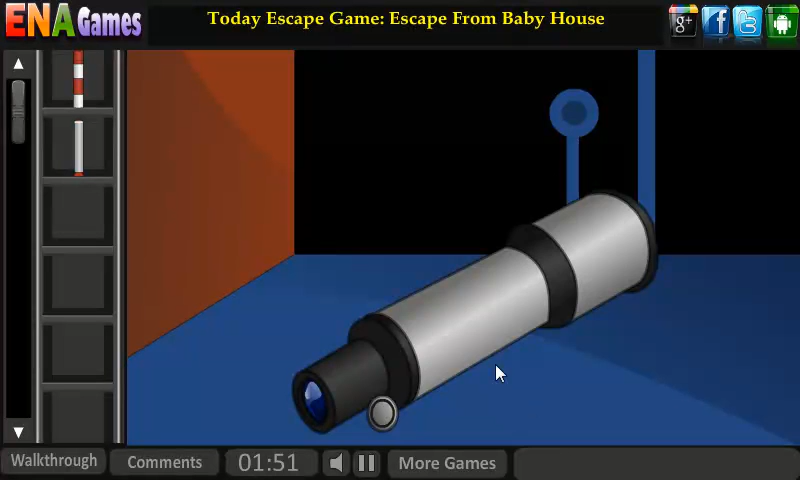 ENA Games
Today Escape Game: Escape From Baby House
g+ f t
Walkthrough
Comments
01:51
More Games